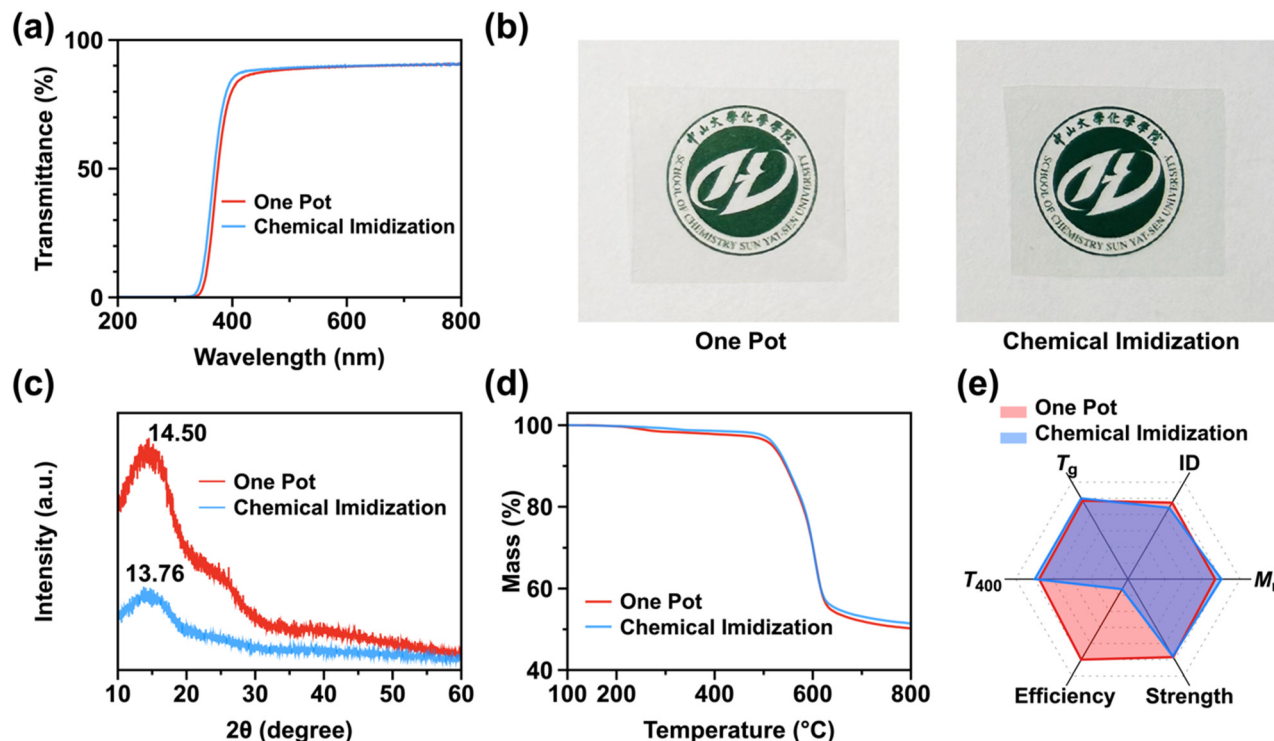 (a)
100
50
0
Transmittance (%)
One Pot
Chemical Imidization
200 400 600 800
Wavelength (nm)
(b)
中山大學化學學院
SCHOOL OF CHEMISTRY SUN YAT-SEN UNIVERSITY
One Pot
中山大學化學學院
SCHOOL OF CHEMISTRY SUN YAT-SEN UNIVERSITY
Chemical Imidization
(c)
14.50
13.76
One Pot
Chemical Imidization
Intensity (a.u.)
10 20 30 40 50 60
2θ (degree)
(d)
100
80
60
40
Mass (%)
One Pot
Chemical Imidization
100 200 400 600 800
Temperature (°C)
(e)
One Pot
Chemical Imidization
Tg
ID
T400
Efficiency
Strength